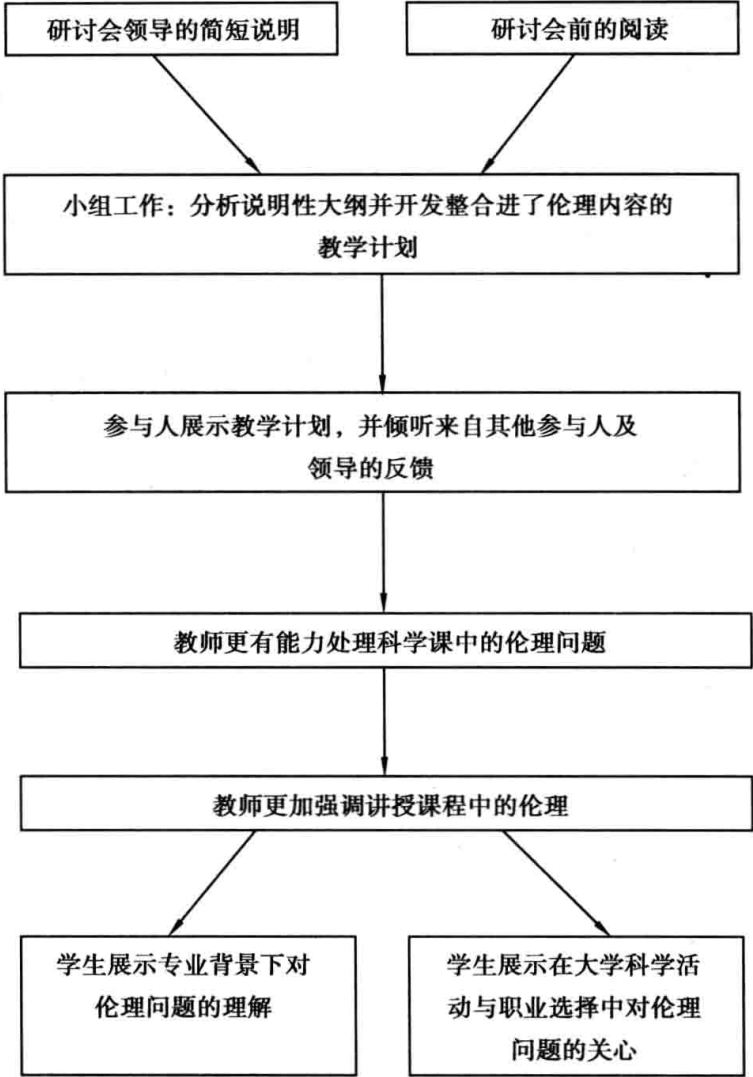 研讨会领导的简短说明
研讨会前的阅读
小组工作：分析说明性大纲并开发整合进了伦理内容的
教学计划
参与人展示教学计划，并倾听来自其他参与人及
领导的反馈
教师更有能力处理科学课中的伦理问题
教师更加强调讲授课程中的伦理
学生展示专业背景下对
伦理问题的理解
学生展示在大学科学活
动与职业选择中对伦理
问题的关心